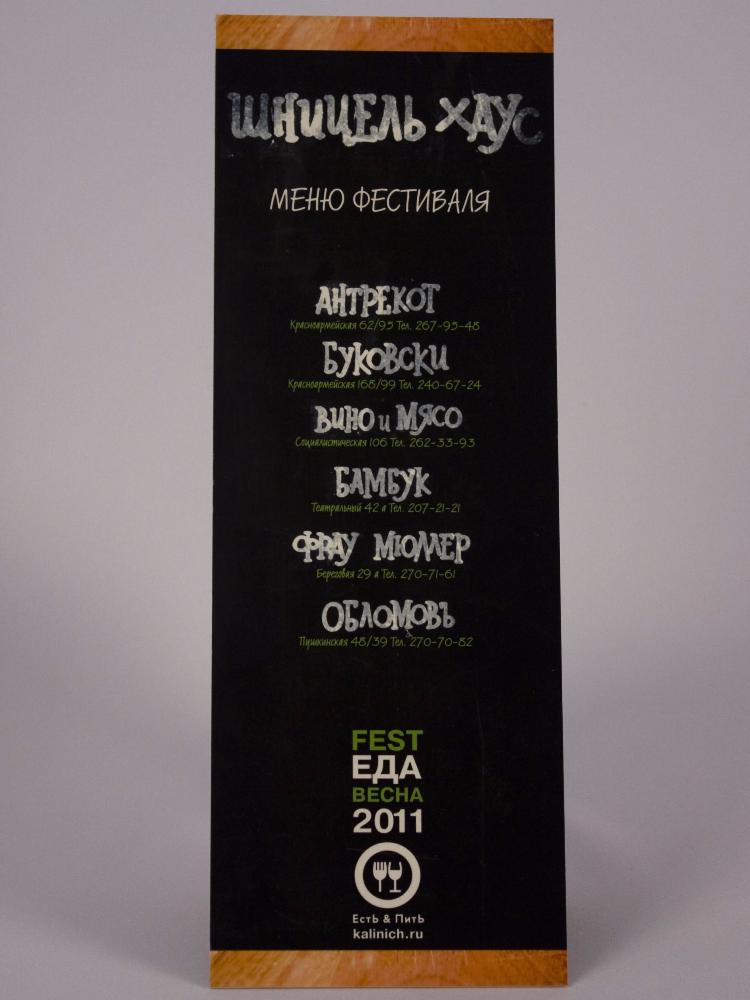 ШНИЦЕЛЬ ХАУС
МЕНЮ ФЕСТИВАЛЯ
АНТРЕКОТ
Красноармейская 62/95 Тел. 267-95-48
БУКОВСКИ
Красноармейская 168/99 Тел. 240-67-24
ВИНО и МЯСО
Социалистическая 106 Тел. 262-33-93
БАМБУК
Театральный 42 а Тел. 207-21-21
ФРАУ МЮЛЛЕР
Береговая 29 а Тел. 270-71-61
ОБЛОМОВЪ
Пушкинская 48/39 Тел. 270-70-82
FEST
ЕДА
ВЕСНА
2011
ЕстЬ & ПитЬ
kalinich.ru